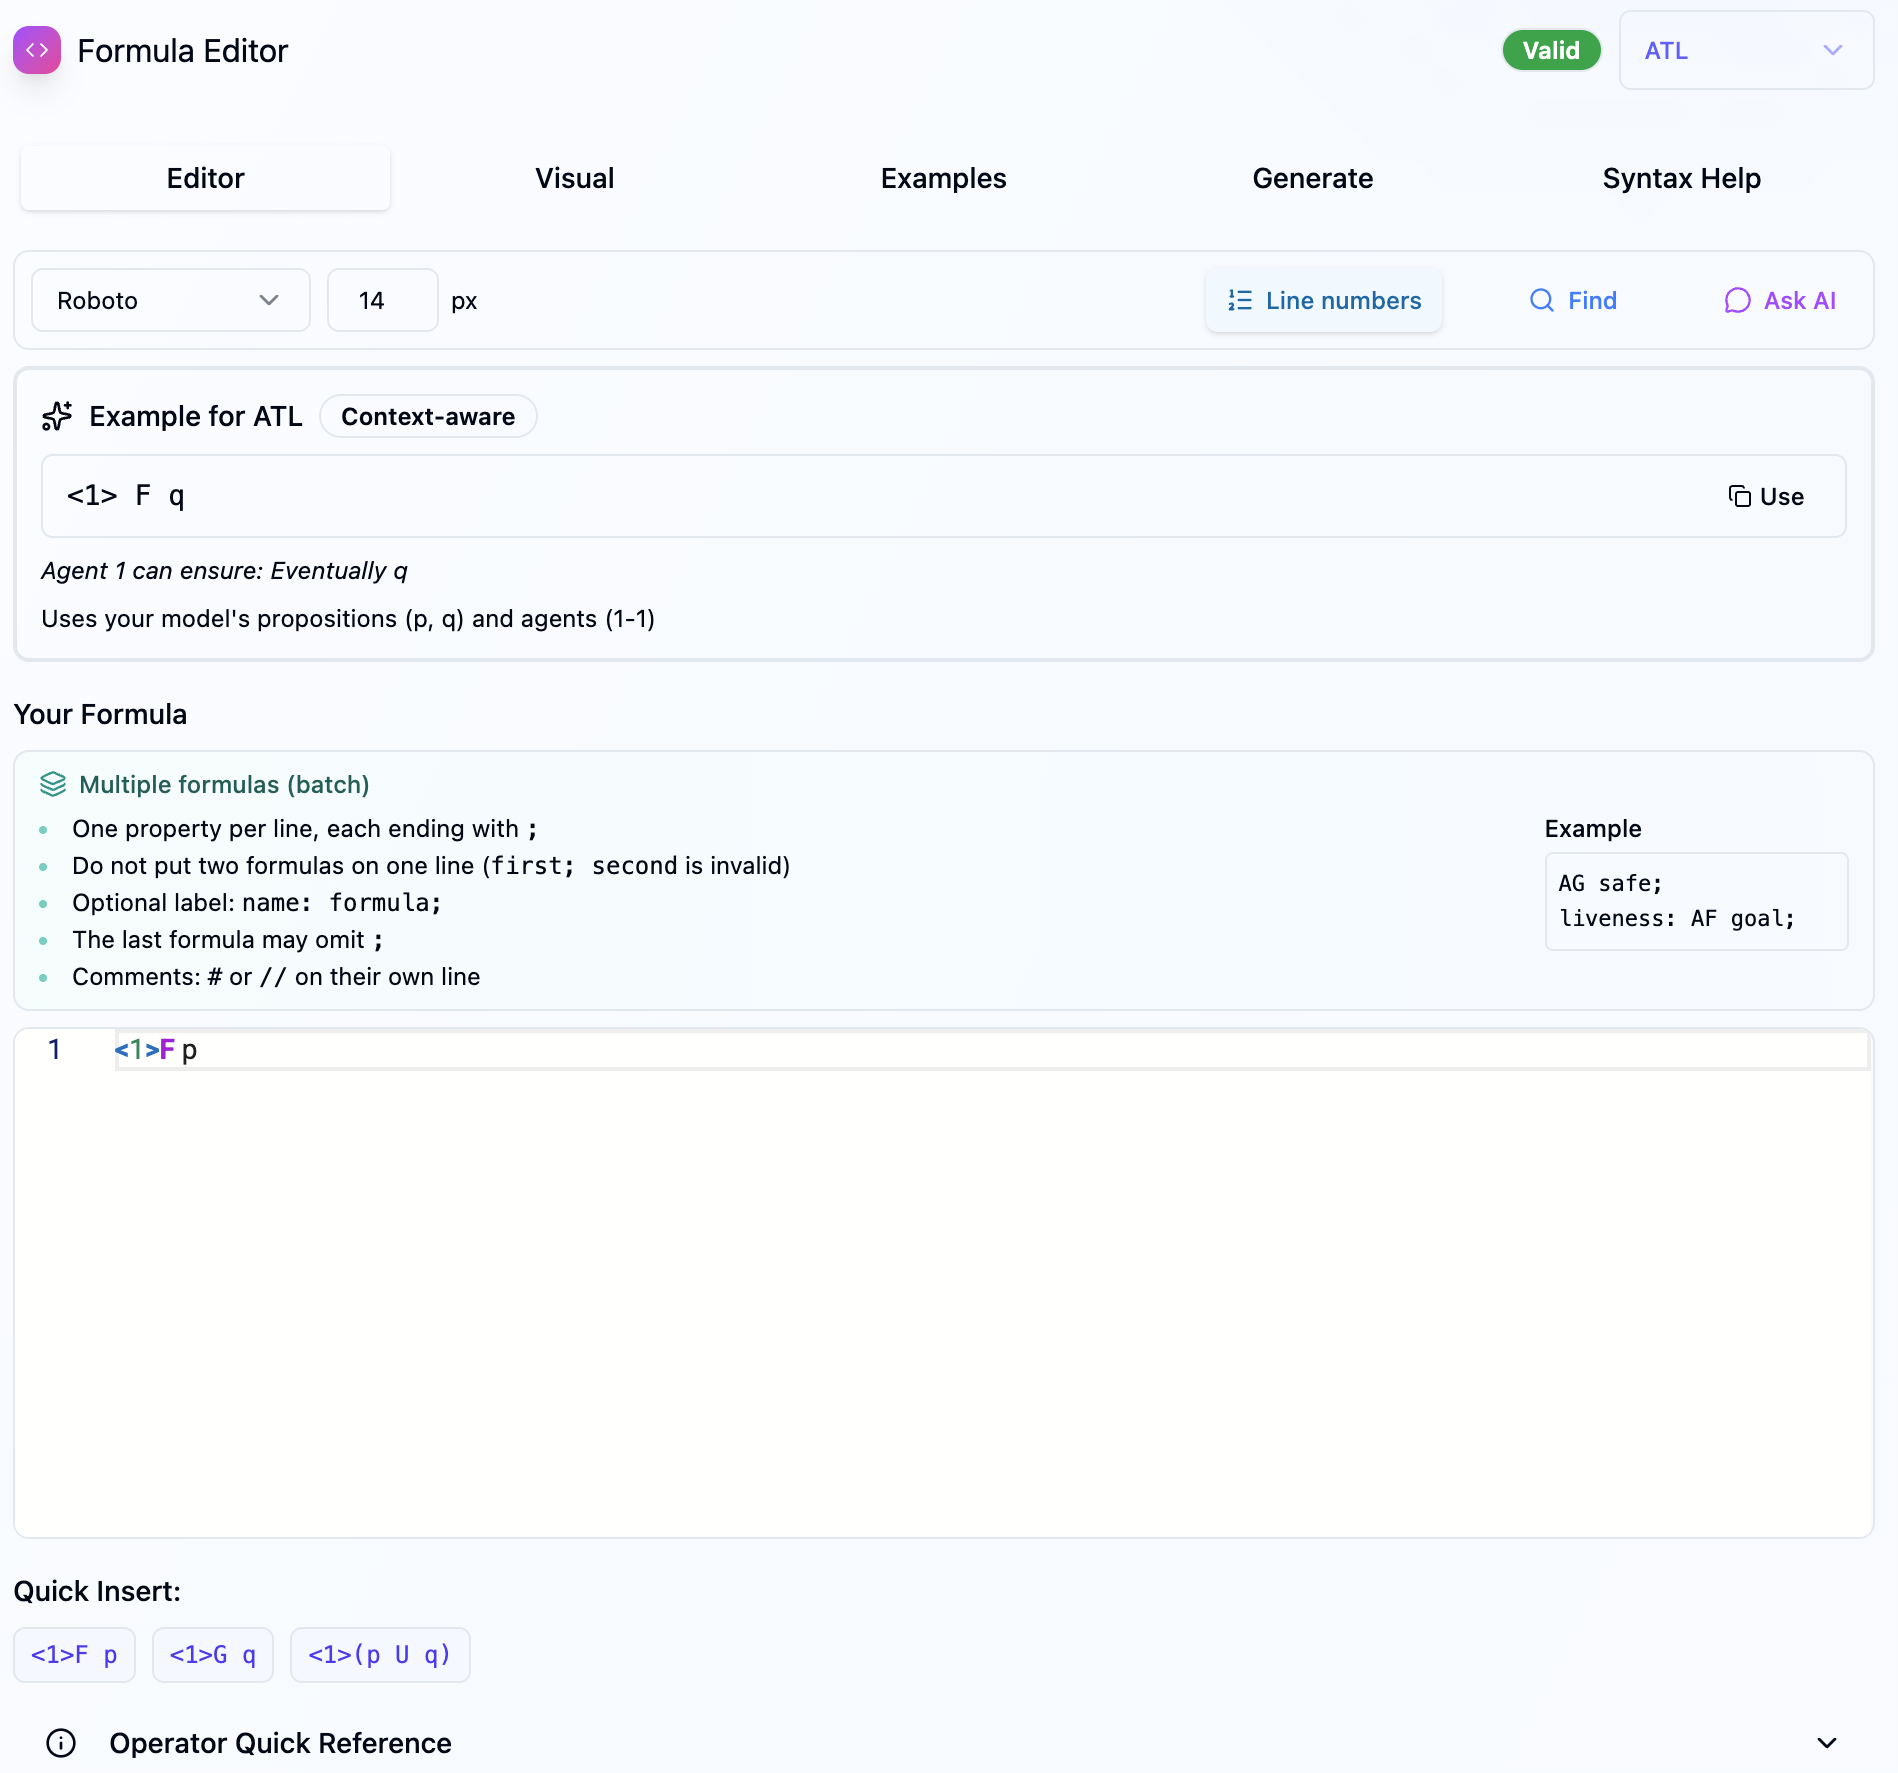 Formula Editor
Valid
ATL
Editor
Visual
Examples
Generate
Syntax Help
Roboto
14
px
Line numbers
Find
Ask AI
Example for ATL
Context-aware
<1> F q
Use
Agent 1 can ensure: Eventually q
Uses your model's propositions (p, q) and agents (1-1)
Your Formula
Multiple formulas (batch)
One property per line, each ending with ;
Do not put two formulas on one line (first; second is invalid)
Optional label: name: formula;
The last formula may omit ;
Comments: # or // on their own line
Example
AG safe;
liveness: AF goal;
1 <1>F p
Quick Insert:
<1>F p
<1>G q
<1>(p U q)
Operator Quick Reference